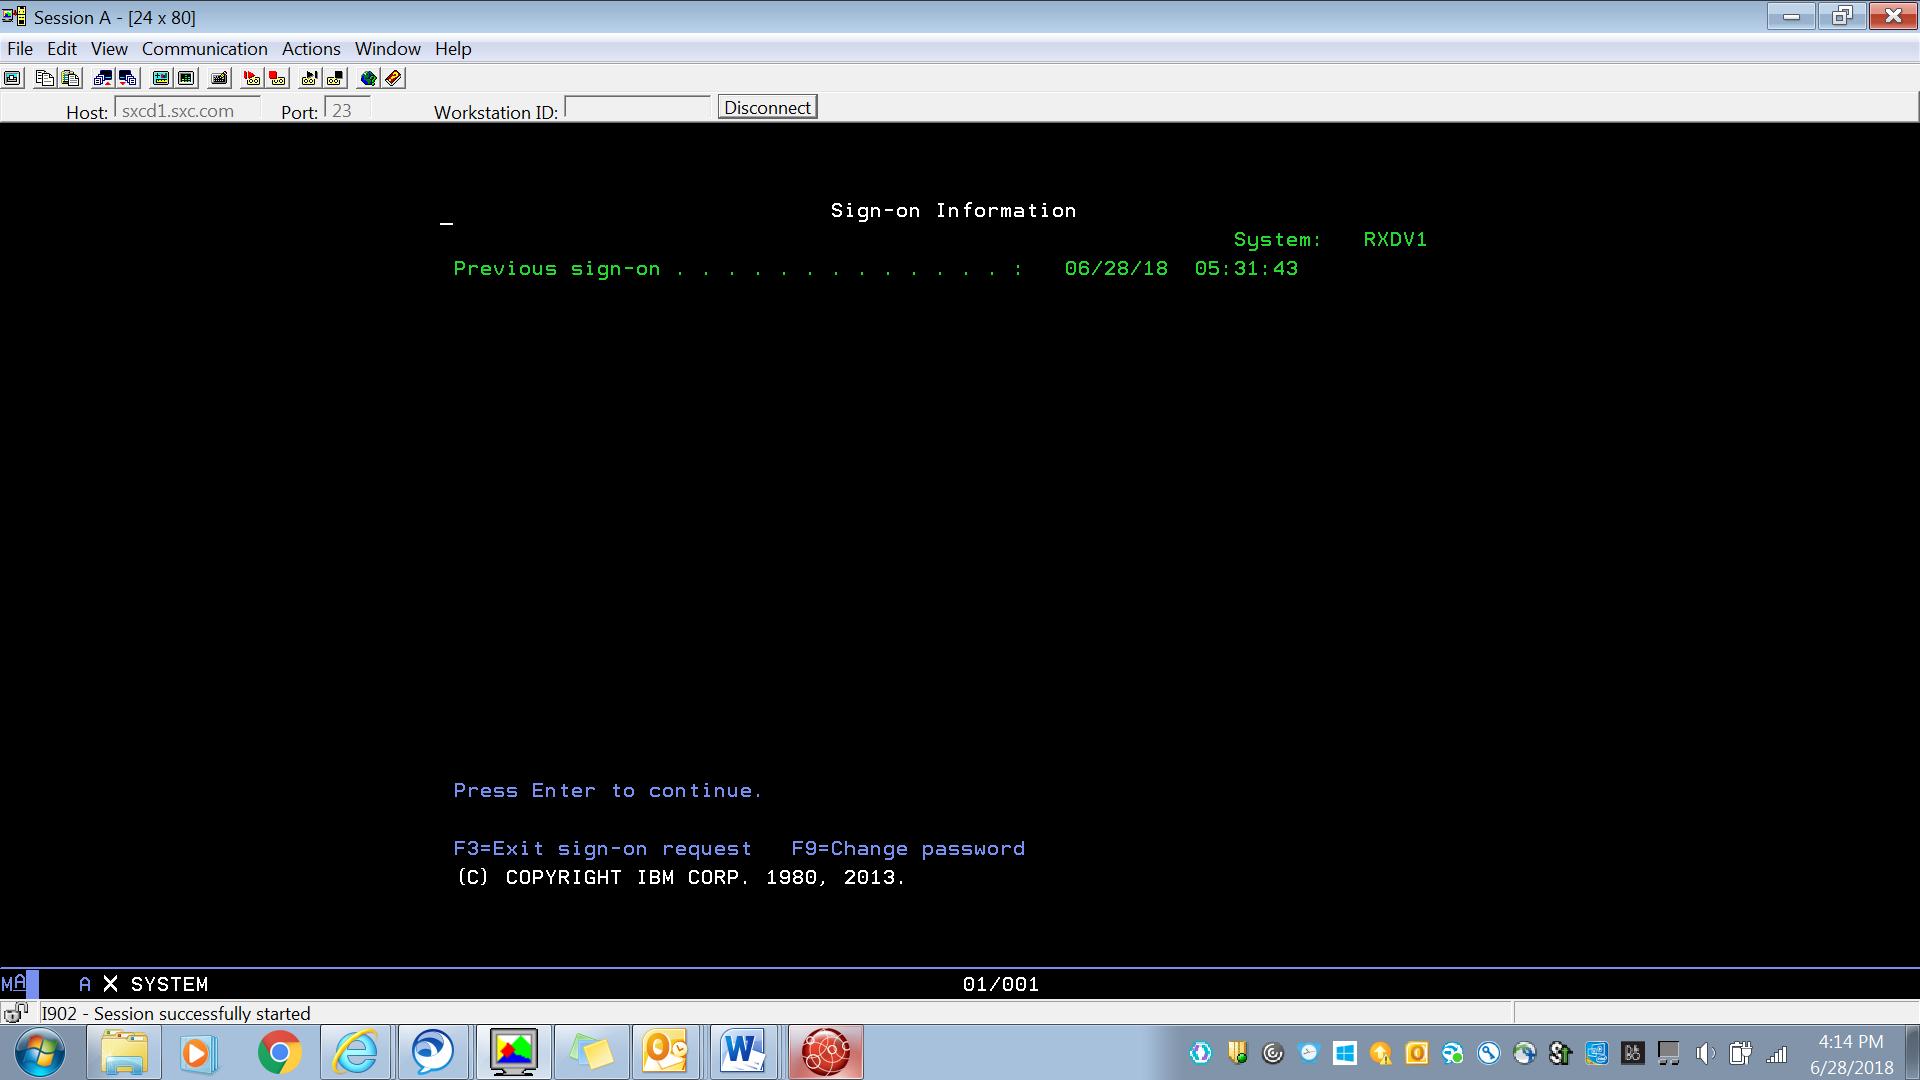 Session A - [24 x 80]
File Edit View Communication Actions Window Help
Host: sxcd1.sxc.com Port: 23 Workstation ID: Disconnect
Sign-on Information
System: RXDV1
Previous sign-on . . . . . . . . . . . . . : 06/28/18 05:31:43
Press Enter to continue.
F3=Exit sign-on request F9=Change password
(C) COPYRIGHT IBM CORP. 1980, 2013.
MA A X SYSTEM 01/001
I902 - Session successfully started
4:14 PM
6/28/2018